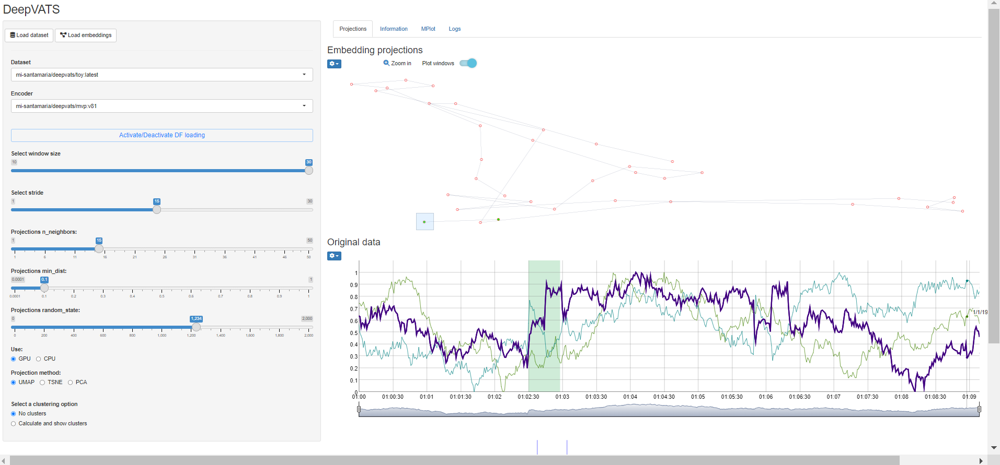 DeepVATS
Load dataset
Load embeddings
Dataset
mi-santamaria/deepvats/toy:latest
Encoder
mi-santamaria/deepvats/mvp:v81
Activate/Deactivate DF loading
Select window size
10 30
Select stride
1 15 30
Projections n_neighbors:
1 15 50
1 6 11 16 21 26 31 36 41 46 50
Projections min_dist:
0.0001 0.1 1
0.0001 0.1 0.2 0.3 0.4 0.5 0.6 0.7 0.8 0.9 1
Projections random_state:
0 1,234 2,000
0 200 400 600 800 1,000 1,200 1,400 1,600 1,800 2,000
Use:
GPU CPU
Projection method:
UMAP TSNE PCA
Select a clustering option
No clusters
Calculate and show clusters
Projections Information MPlot Logs
Embedding projections
Zoom in Plot windows
Original data
1
0.9
0.8
0.7
0.6
0.5
0.4
0.3
0.2
0.1
0
01:00 01:00:30 01:01 01:01:30 01:02 01:02:30 01:03 01:03:30 01:04 01:04:30 01:05 01:05:30 01:06 01:06:30 01:07 01:07:30 01:08 01:08:30 01:09
1/1/19